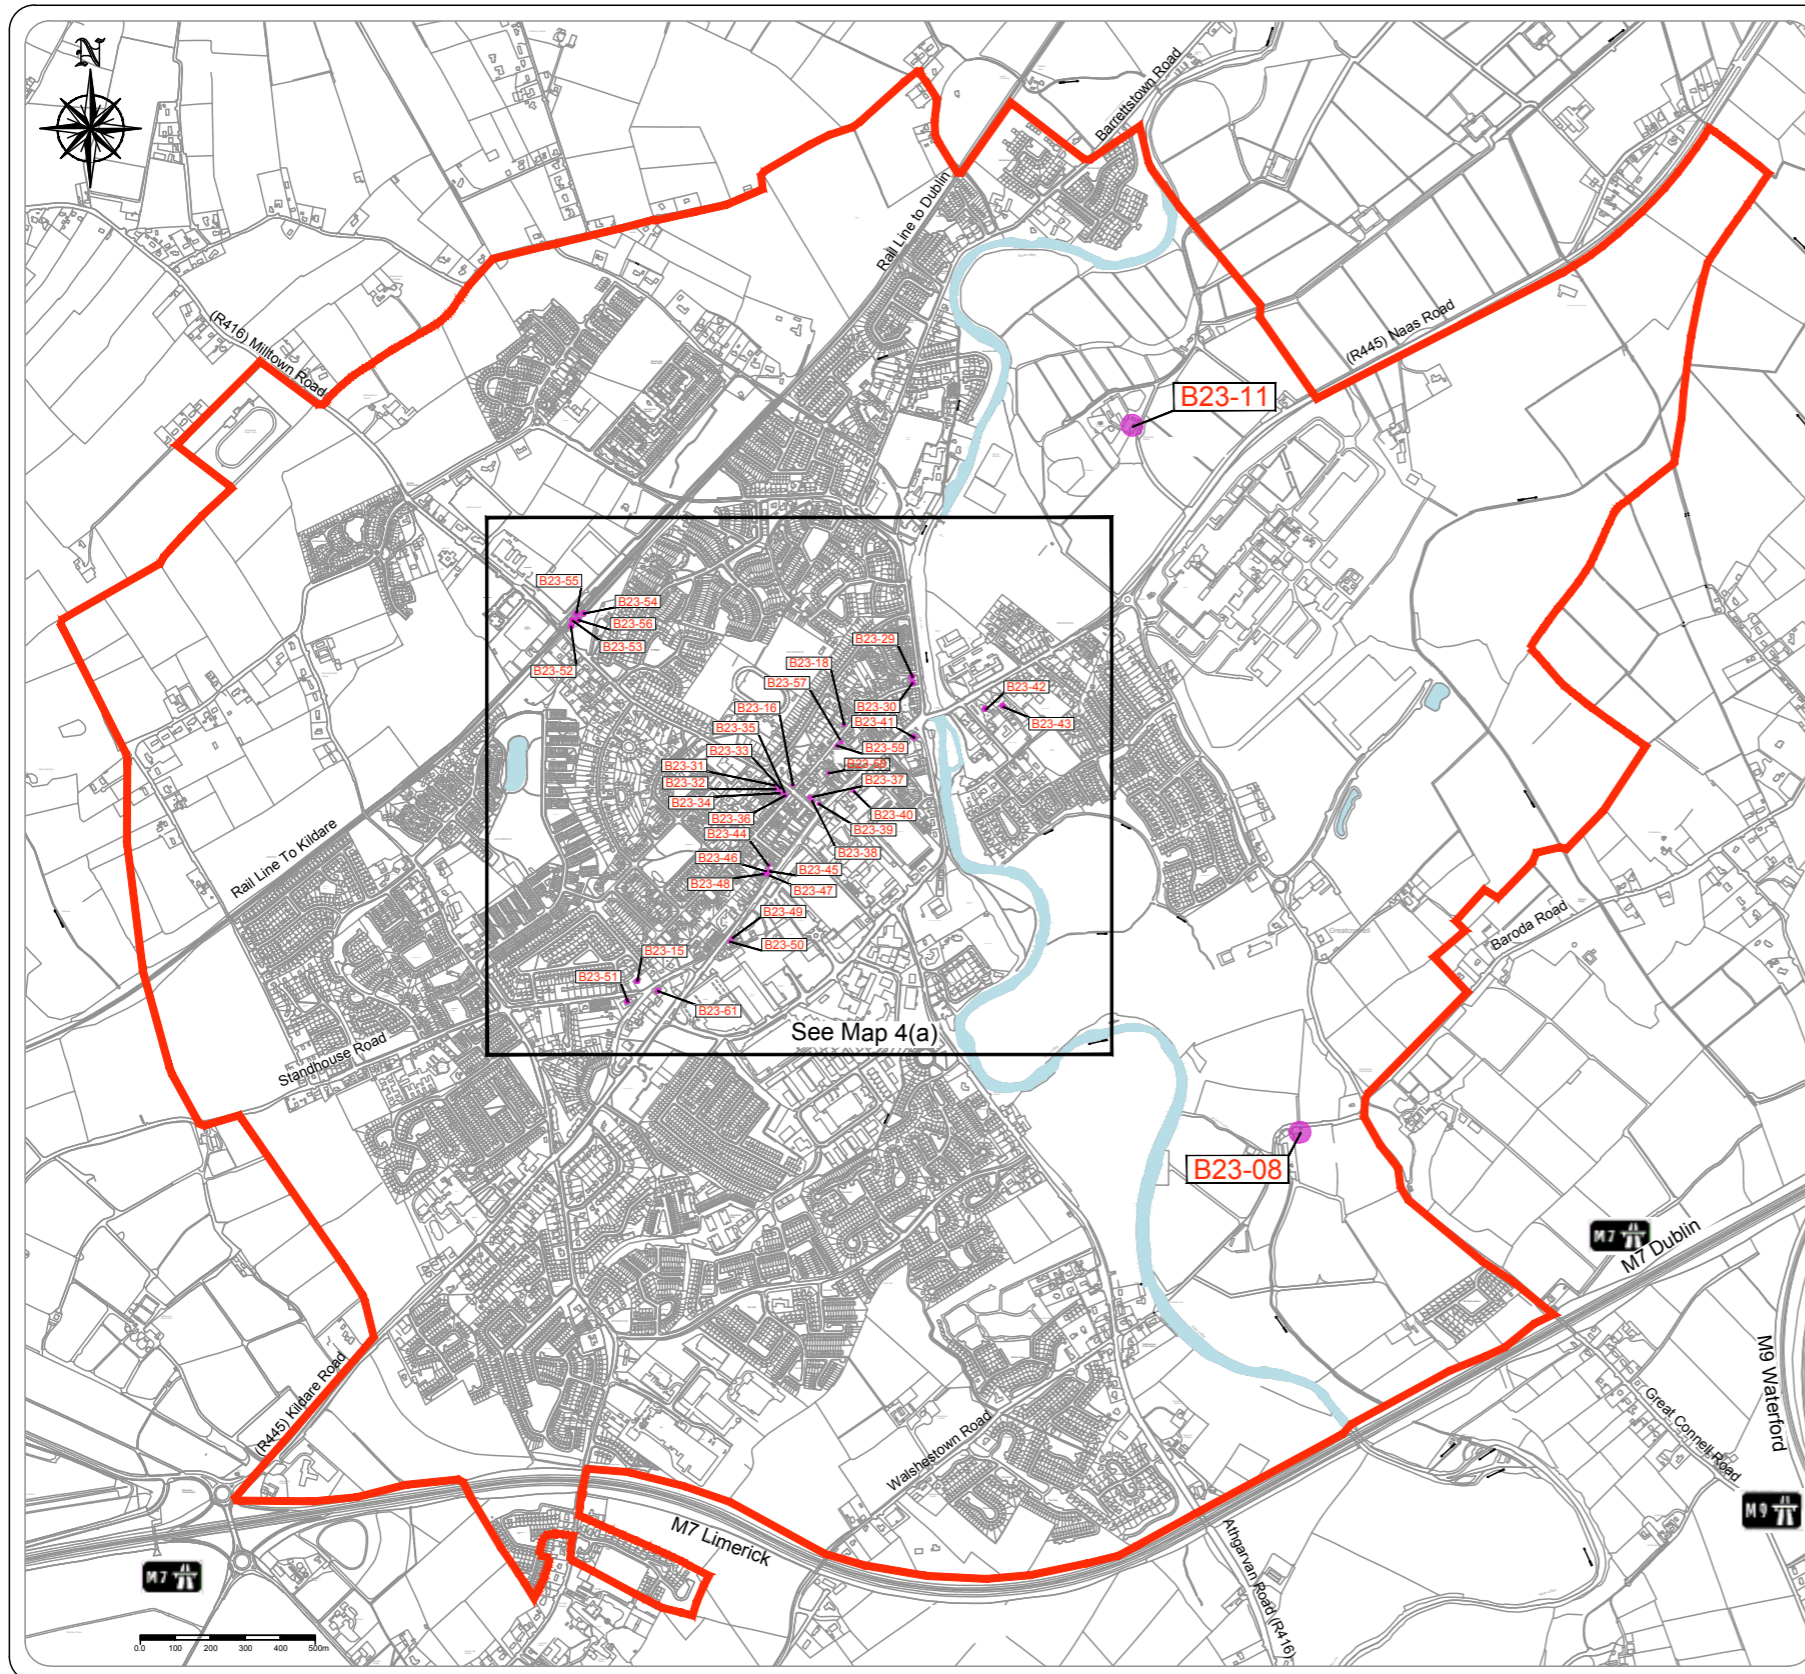 N
Barrettstown Road
Rail Line to Dublin
(R416) Milltown Road
(R445) Naas Road
B23-11
B23-55
B23-54
B23-56
B23-53
B23-52
B23-29
B23-18
B23-57
B23-42
B23-30
B23-43
B23-16
B23-41
B23-35
B23-59
B23-33
B23-31
B23-37
B23-32
B23-34
B23-40
B23-36
B23-39
B23-44
B23-38
B23-46
B23-45
B23-48
B23-47
Rail Line To Kildare
B23-49
B23-50
Baroda Road
Greatconnell
B23-15
B23-51
B23-61
See Map 4(a)
Standhouse Road
B23-08
M7
M7 Dublin
M9 Waterford
(R445) Kildare Road
Great Connell Road
Walshestown Road
M9
M7 Limerick
Athgarvan Road (R416)
M7
0.0 100 200 300 400 500m